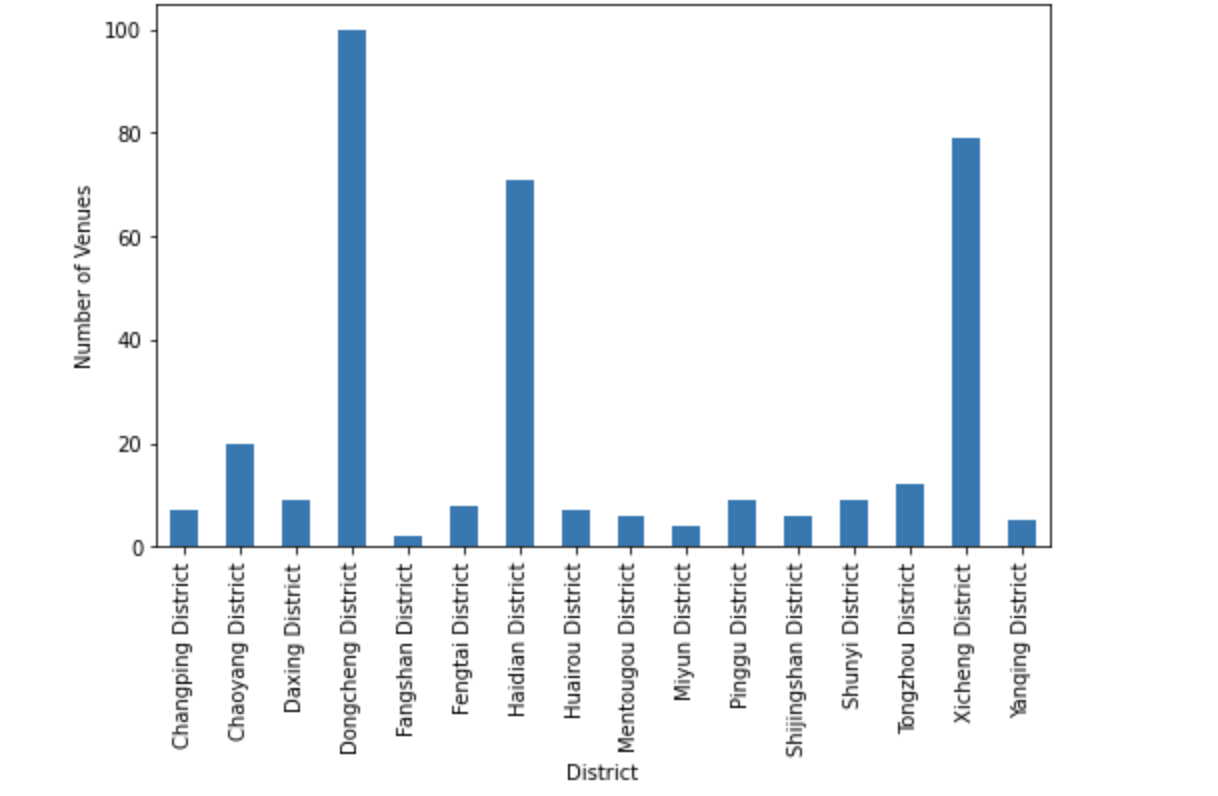 100
80
60
40
20
0
Number of Venues
Changping District
Chaoyang District
Daxing District
Dongcheng District
Fangshan District
Fengtai District
Haidian District
Huairou District
Mentougou District
Miyun District
Pinggu District
Shijingshan District
Shunyi District
Tongzhou District
Xicheng District
Yanqing District
District